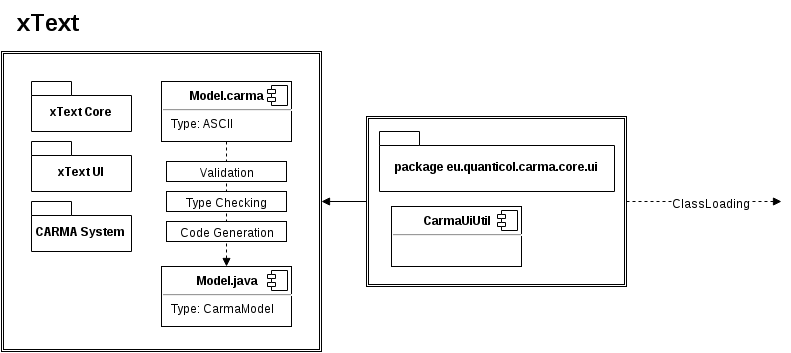 xText
xText Core
xText UI
CARMA System
Model.carma
Type: ASCII
Validation
Type Checking
Code Generation
Model.java
Type: CarmaModel
package eu.quanticol.carma.core.ui
CarmaUiUtil
ClassLoading